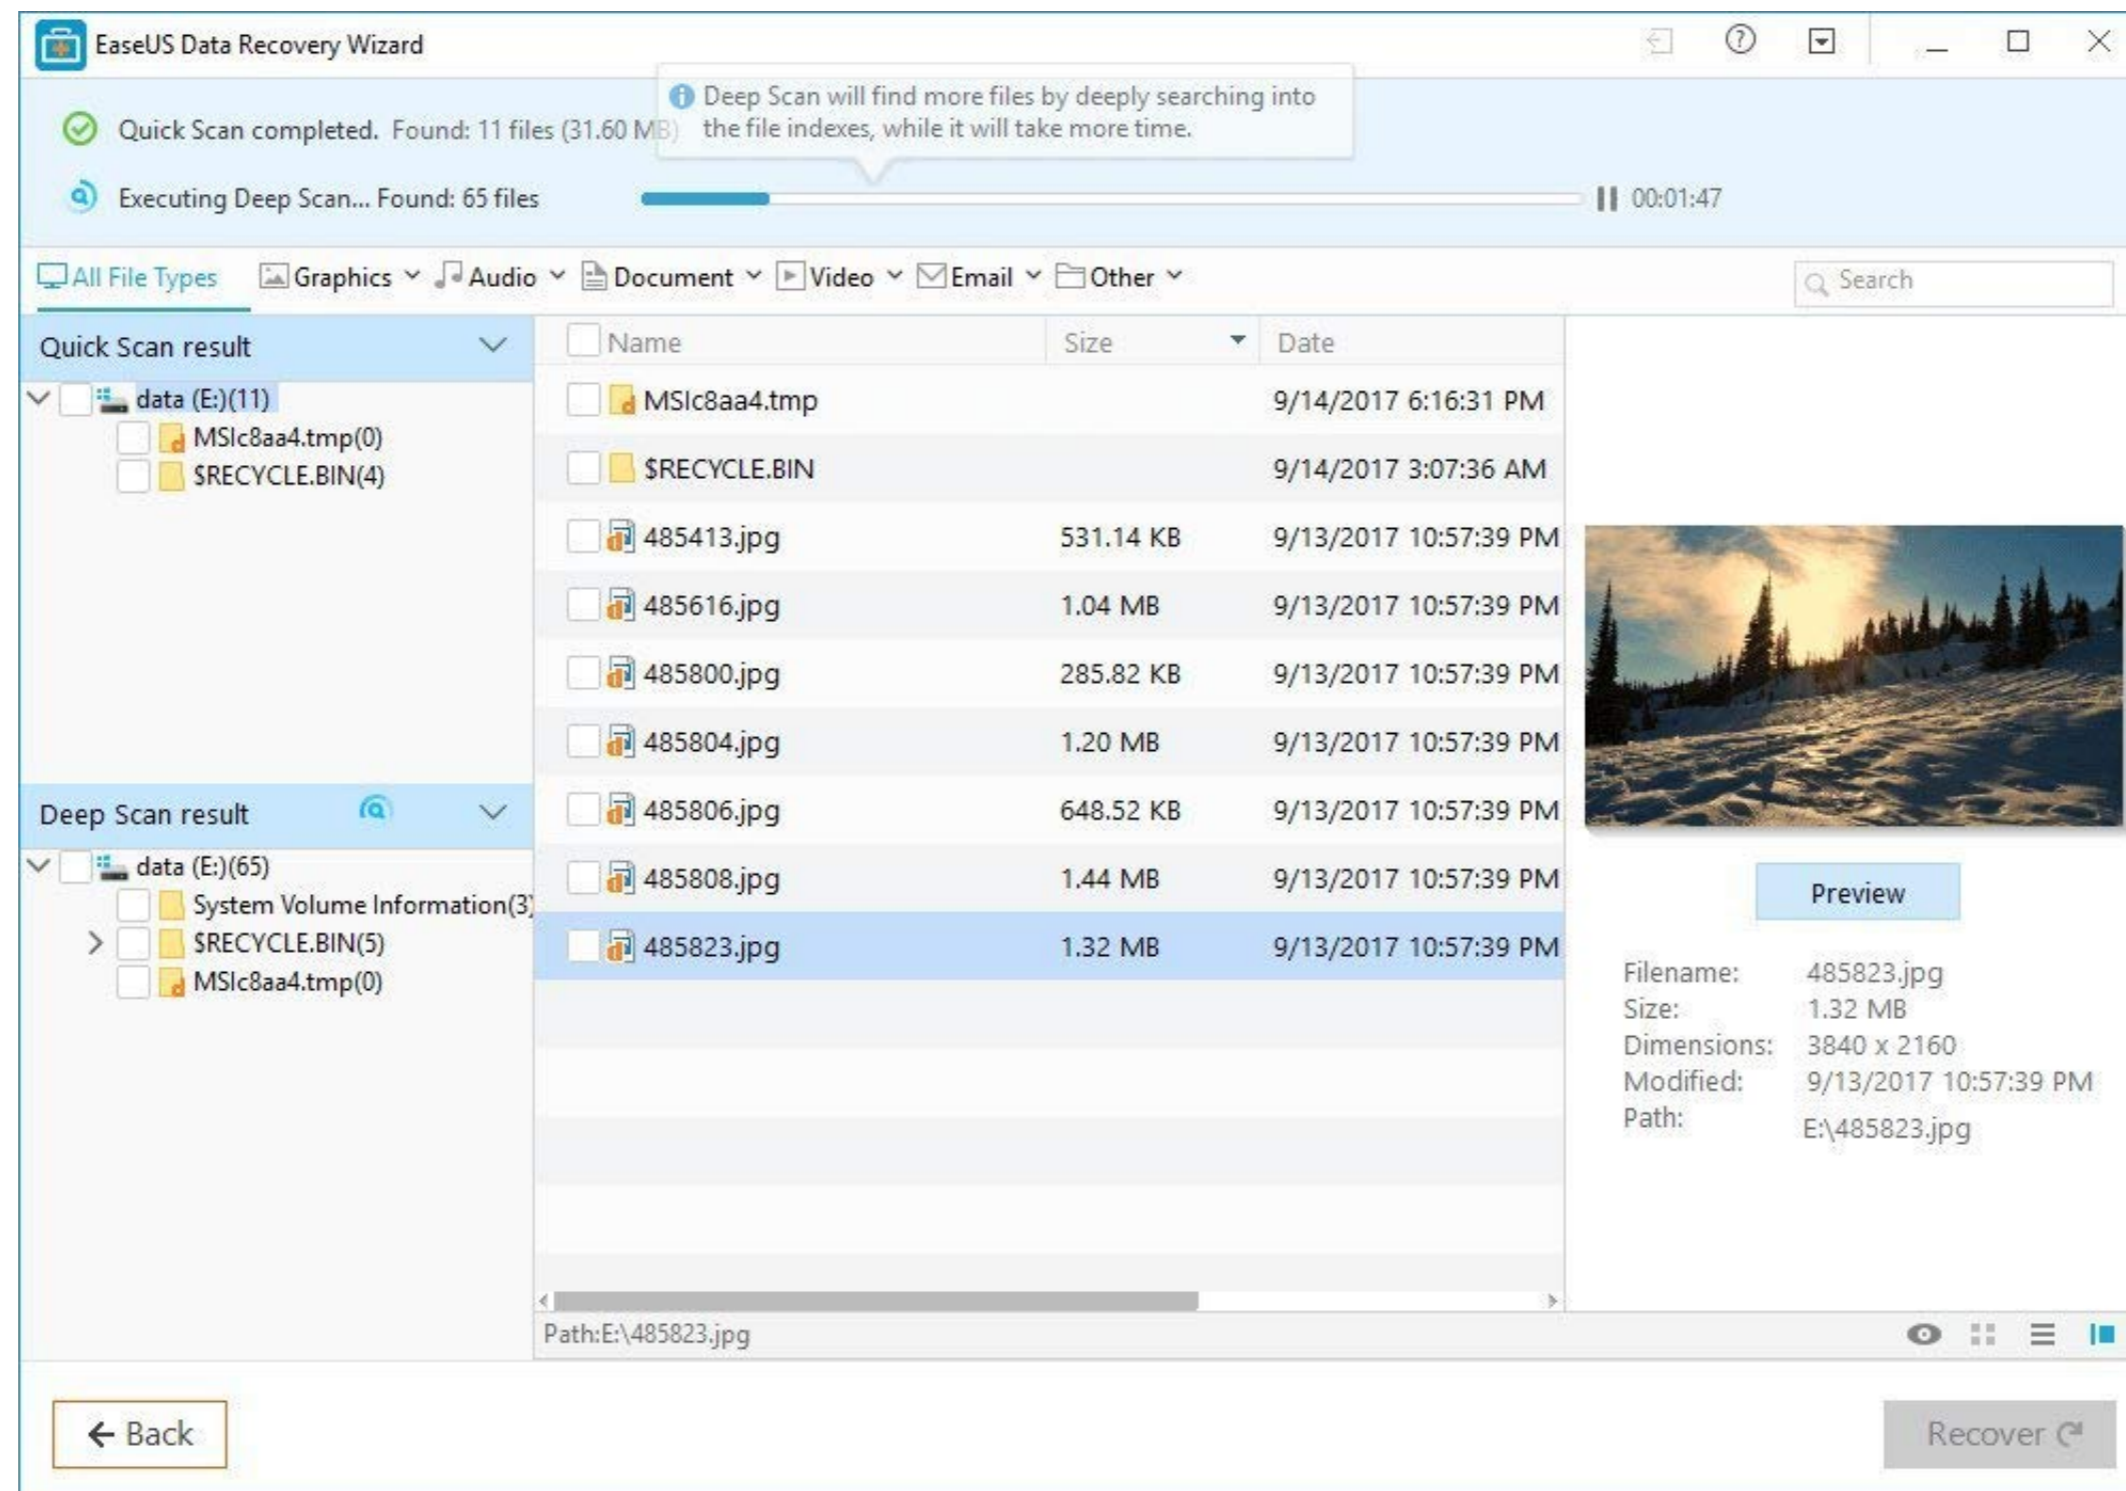 EaseUS Data Recovery Wizard
Deep Scan will find more files by deeply searching into
the file indexes, while it will take more time.
Quick Scan completed. Found: 11 files (31.60 MB)
Executing Deep Scan... Found: 65 files 00:01:47
All File Types Graphics Audio Document Video Email Other Search
Quick Scan result
data (E:)(11)
MSIc8aa4.tmp(0)
$RECYCLE.BIN(4)
Deep Scan result
data (E:)(65)
System Volume Information(3)
$RECYCLE.BIN(5)
MSIc8aa4.tmp(0)
Name Size Date
MSIc8aa4.tmp 9/14/2017 6:16:31 PM
$RECYCLE.BIN 9/14/2017 3:07:36 AM
485413.jpg 531.14 KB 9/13/2017 10:57:39 PM
485616.jpg 1.04 MB 9/13/2017 10:57:39 PM
485800.jpg 285.82 KB 9/13/2017 10:57:39 PM
485804.jpg 1.20 MB 9/13/2017 10:57:39 PM
485806.jpg 648.52 KB 9/13/2017 10:57:39 PM
485808.jpg 1.44 MB 9/13/2017 10:57:39 PM
485823.jpg 1.32 MB 9/13/2017 10:57:39 PM
Preview
Filename: 485823.jpg
Size: 1.32 MB
Dimensions: 3840 x 2160
Modified: 9/13/2017 10:57:39 PM
Path: E:\485823.jpg
Path:E:\485823.jpg
Back
Recover